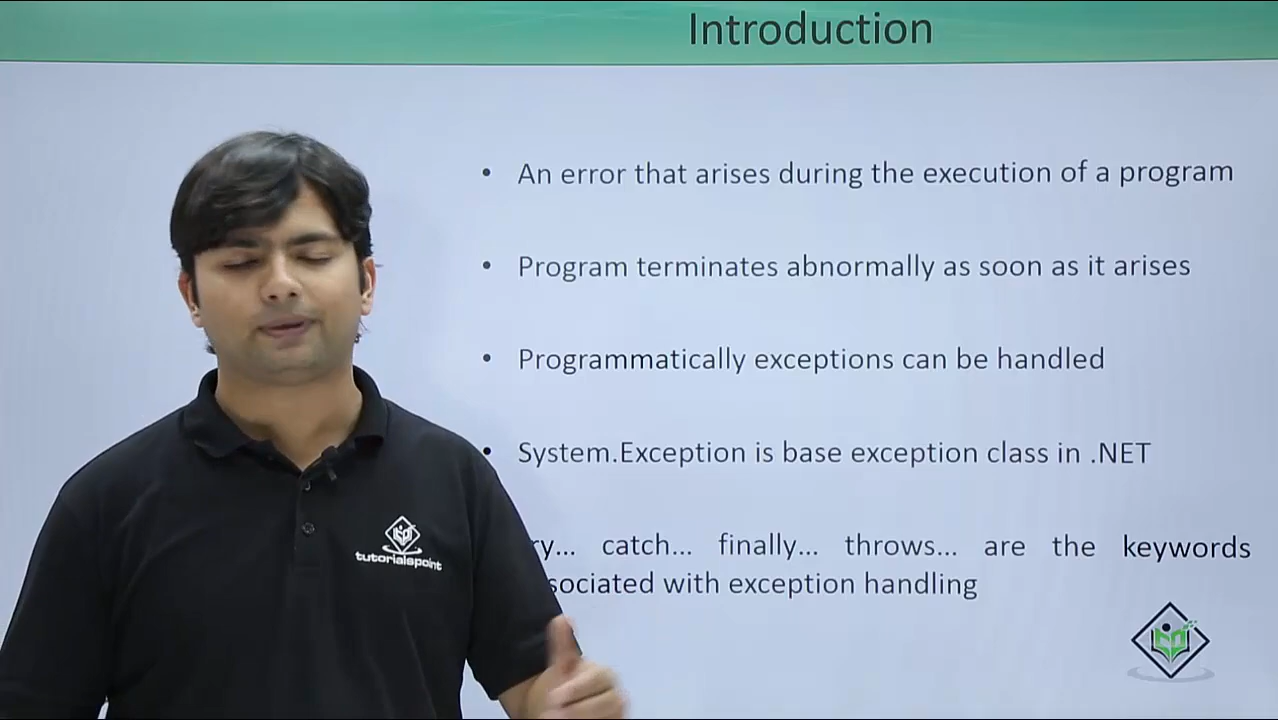 Introduction
• An error that arises during the execution of a program
• Program terminates abnormally as soon as it arises
• Programmatically exceptions can be handled
• System.Exception is base exception class in .NET
ry... catch... finally... throws... are the keywords
sociated with exception handling
tutorialspoint